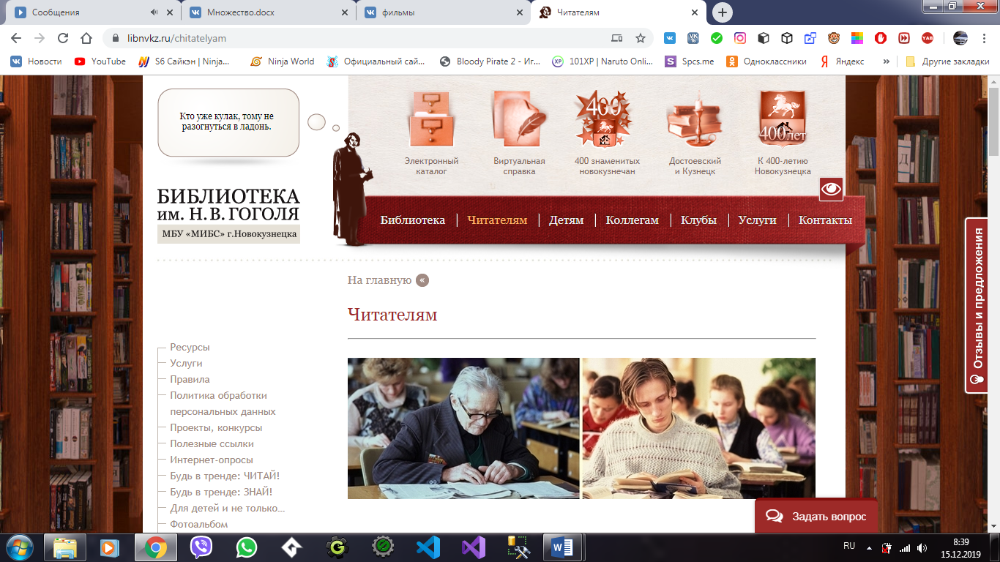 Сообщения
Множество.docx
фильмы
Читателям
libnvkz.ru/chitatelyam
Новости
YouTube
S6 Сайкэн | Ninja...
Ninja World
Официальный сай...
Bloody Pirate 2 - Иг...
101XP | Naruto Onli...
Spcs.me
Одноклассники
Яндекс
Другие закладки
Кто уже кулак, тому не
разогнуться в ладонь.
БИБЛИОТЕКА
им. Н. В. ГОГОЛЯ
МБУ «МИБС» г.Новокузнецка
400
400 лет
Электронный
каталог
Виртуальная
справка
400 знаменитых
новокузнечан
Достоевский
и Кузнецк
К 400-летию
Новокузнецка
Библиотека
Читателям
Детям
Коллегам
Клубы
Услуги
Контакты
Отзывы и предложения
На главную
Читателям
Ресурсы
Услуги
Правила
Политика обработки
персональных данных
Проекты, конкурсы
Полезные ссылки
Интернет-опросы
Будь в тренде: ЧИТАЙ!
Будь в тренде: ЗНАЙ!
Для детей и не только...
Фотоальбом
Задать вопрос
RU
8:39
15.12.2019